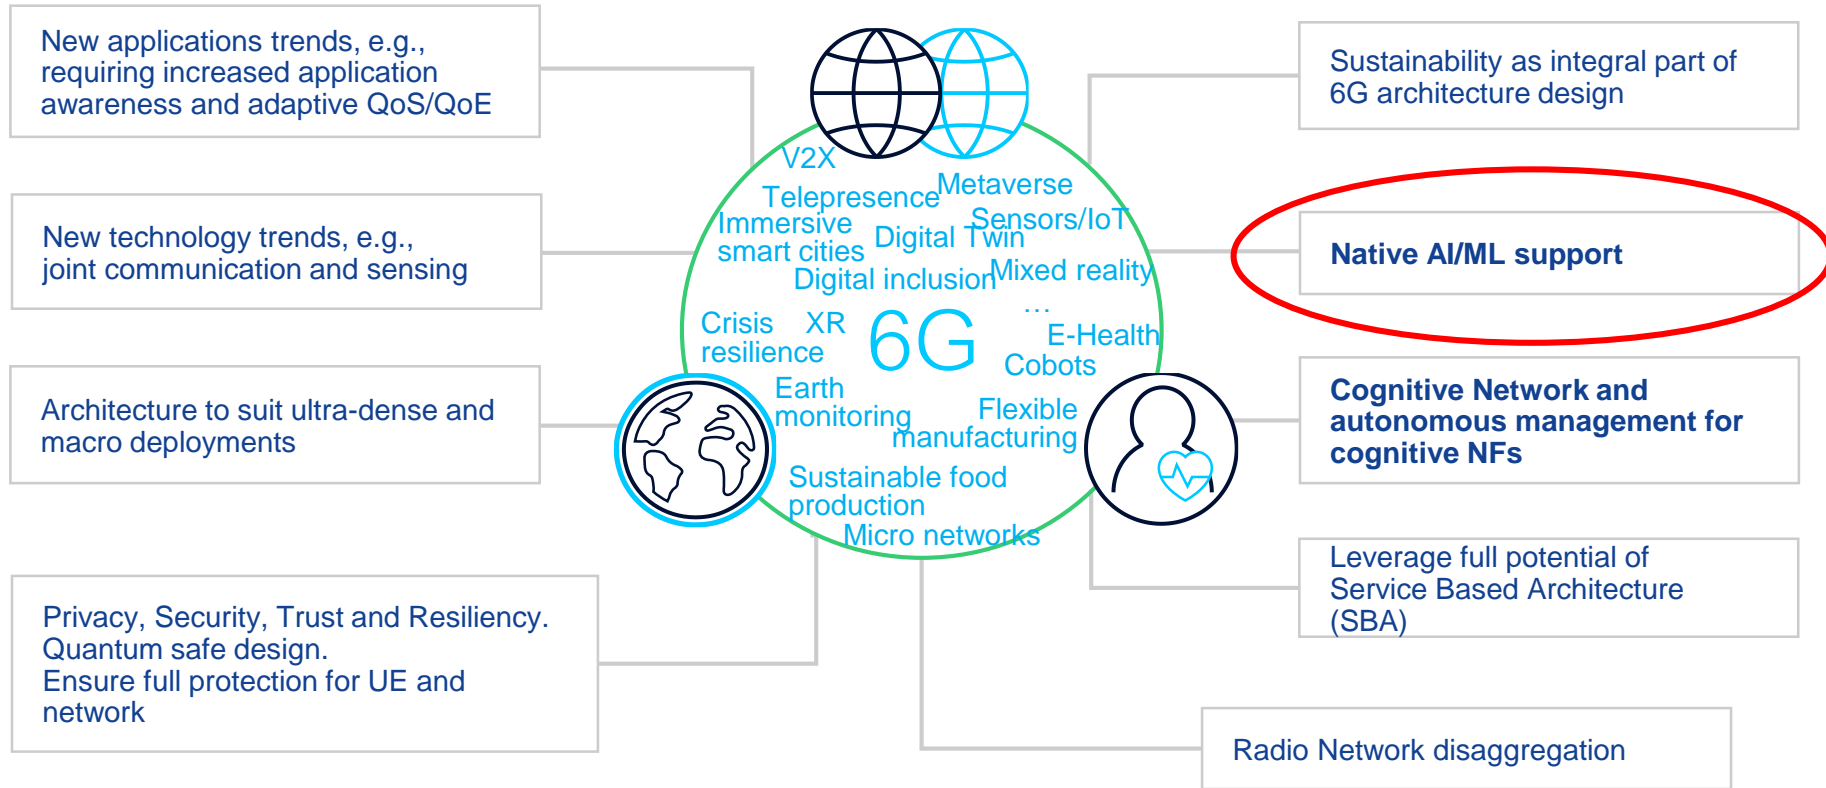 New applications trends, e.g.,
requiring increased application
awareness and adaptive QoS/QoE
New technology trends, e.g.,
joint communication and sensing
Architecture to suit ultra-dense and
macro deployments
Privacy, Security, Trust and Resiliency.
Quantum safe design.
Ensure full protection for UE and
network
V2X
Telepresence
Metaverse
Immersive
smart cities
Sensors/IoT
Digital Twin
Digital inclusion
Mixed reality
...
Crisis
resilience
XR
6G
E-Health
Cobots
Earth
monitoring
Flexible
manufacturing
Sustainable food
production
Micro networks
Sustainability as integral part of
6G architecture design
Native AI/ML support
Cognitive Network and
autonomous management for
cognitive NFs
Leverage full potential of
Service Based Architecture
(SBA)
Radio Network disaggregation